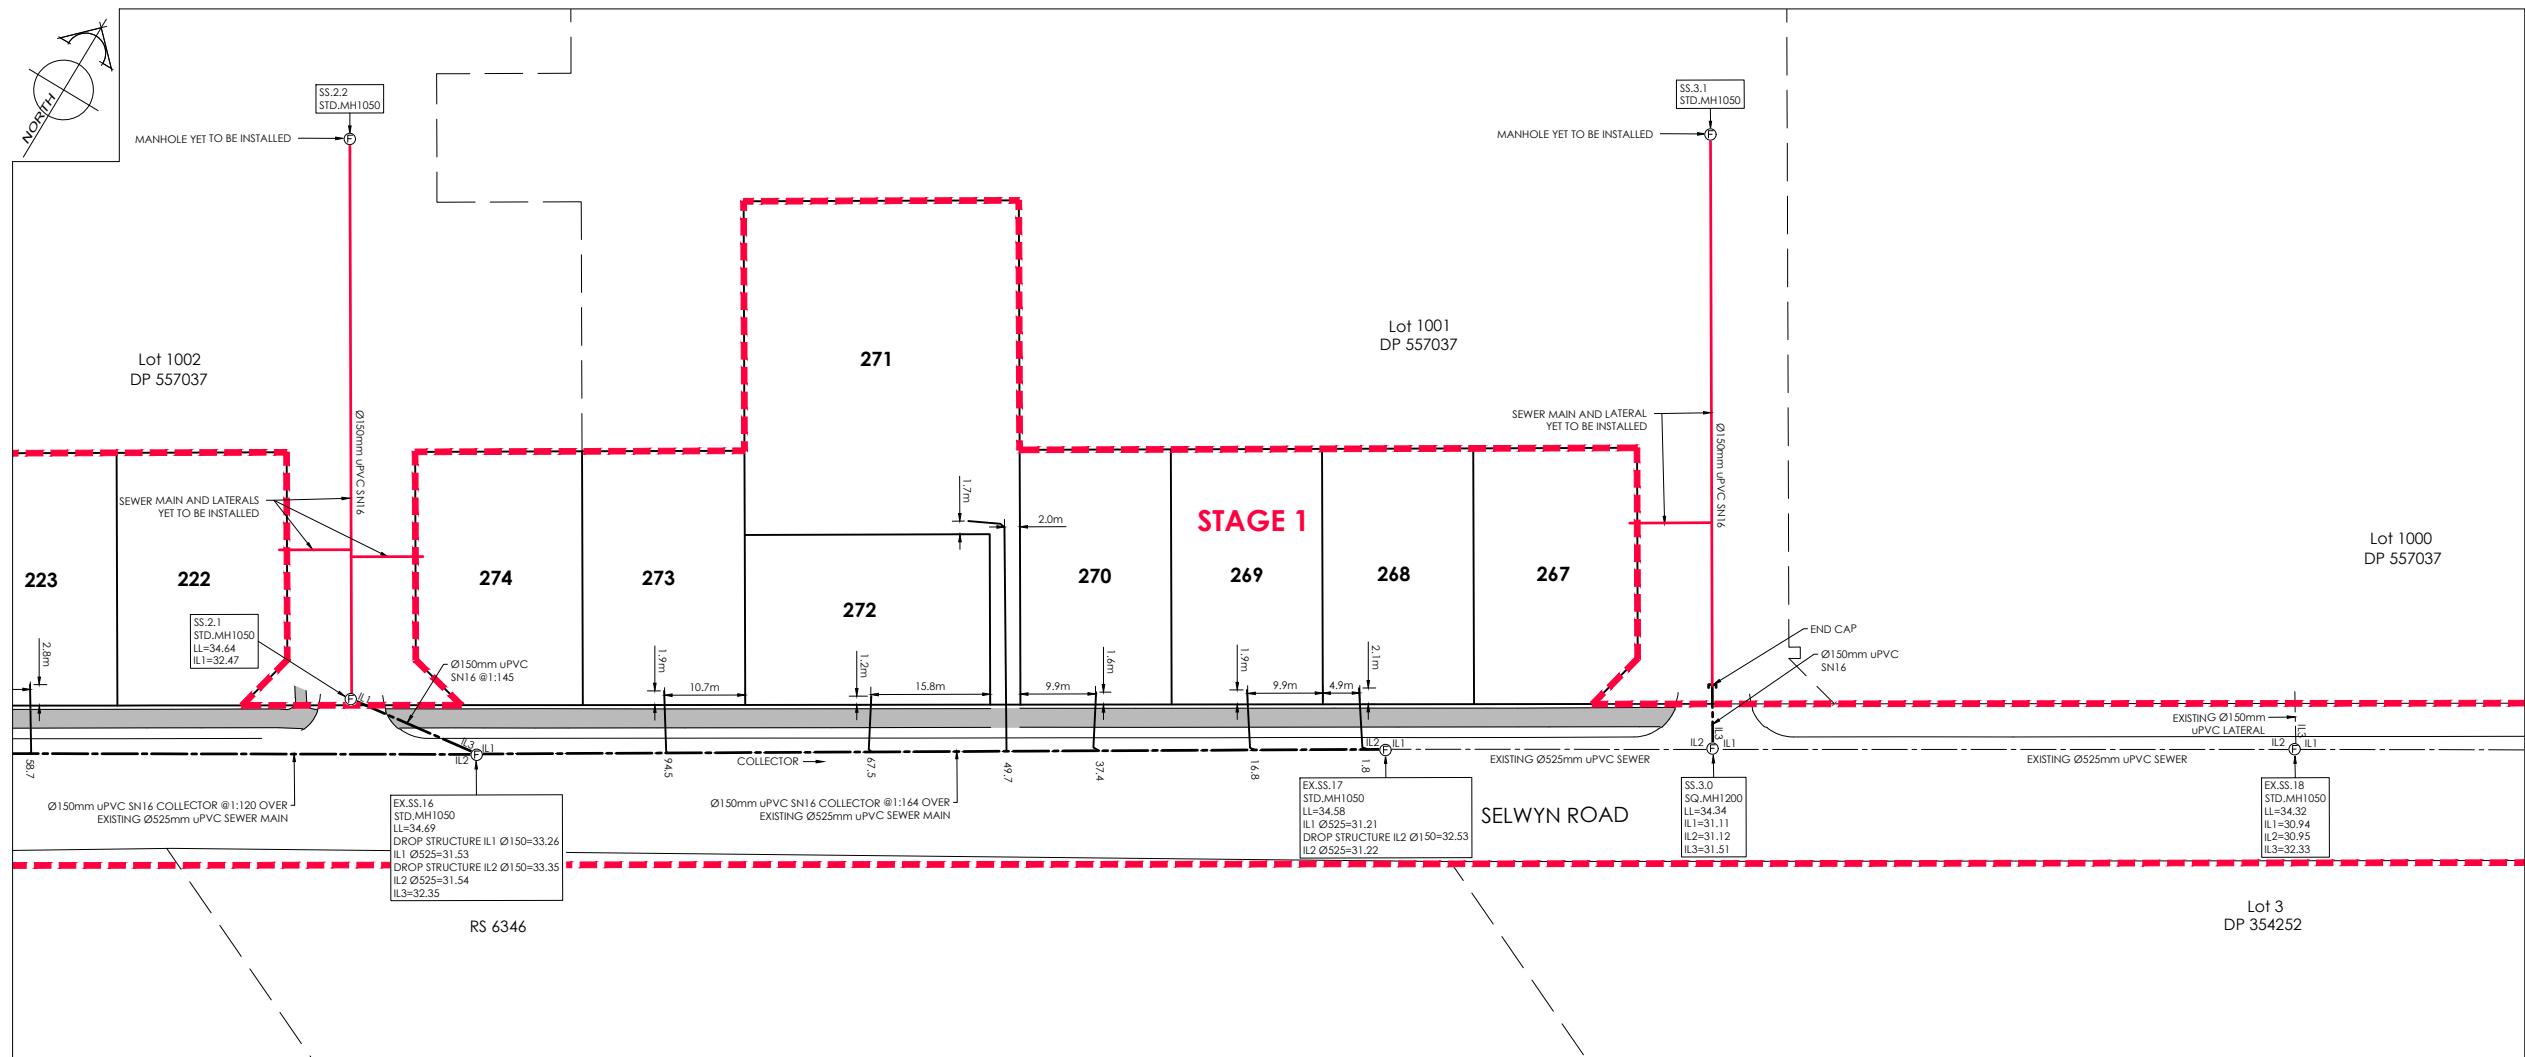 NORTH
SS.2.2
STD.MH1050
MANHOLE YET TO BE INSTALLED
SS.3.1
STD.MH1050
MANHOLE YET TO BE INSTALLED
Lot 1002
DP 557037
271
Lot 1001
DP 557037
Ø150mm uPVC SN16
SEWER MAIN AND LATERAL
YET TO BE INSTALLED
Ø150mm uPVC SN16
SEWER MAIN AND LATERALS
YET TO BE INSTALLED
1.7m
2.0m
STAGE 1
Lot 1000
DP 557037
223
222
274
273
272
270
269
268
267
SS.2.1
STD.MH1050
LL=34.64
IL1=32.47
2.8m
Ø150mm uPVC
SN16 @1:145
1.9m
10.7m
1.2m
15.8m
9.9m
1.6m
1.9m
9.9m
4.9m
2.1m
END CAP
Ø150mm uPVC
SN16
EXISTING Ø150mm
uPVC LATERAL
IL1
IL3
IL1
IL2
IL2
IL1
IL2
IL3
IL1
IL2
IL3
IL1
58.7
94.5
COLLECTOR
67.5
49.7
37.4
16.8
1.8
EXISTING Ø525mm uPVC SEWER
EXISTING Ø525mm uPVC SEWER
Ø150mm uPVC SN16 COLLECTOR @1:120 OVER
EXISTING Ø525mm uPVC SEWER MAIN
EX.SS.16
STD.MH1050
LL=34.69
DROP STRUCTURE IL1 Ø150=33.26
IL1 Ø525=31.53
DROP STRUCTURE IL2 Ø150=33.35
IL2 Ø525=31.54
IL3=32.35
Ø150mm uPVC SN16 COLLECTOR @1:164 OVER
EXISTING Ø525mm uPVC SEWER MAIN
EX.SS.17
STD.MH1050
LL=34.58
IL1 Ø525=31.21
DROP STRUCTURE IL2 Ø150=32.53
IL2 Ø525=31.22
SELWYN ROAD
SS.3.0
SQ.MH1200
LL=34.34
IL1=31.11
IL2=31.12
IL3=31.51
EX.SS.18
STD.MH1050
LL=34.32
IL1=30.94
IL2=30.95
IL3=32.33
RS 6346
Lot 3
DP 354252